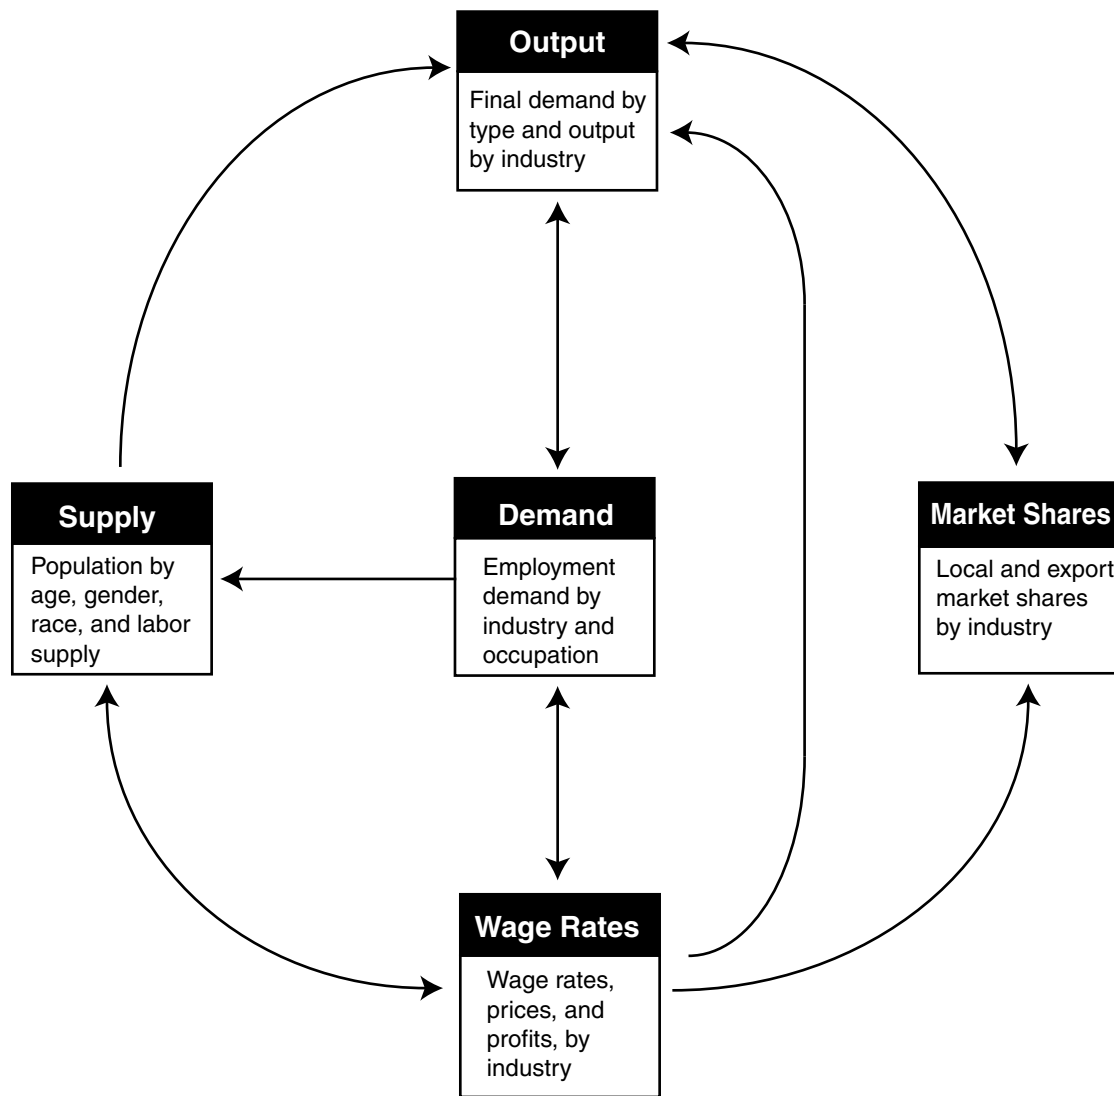 Output
Final demand by
type and output
by industry
Supply
Population by
age, gender,
race, and labor
supply
Demand
Employment
demand by
industry and
occupation
Market Shares
Local and export
market shares
by industry
Wage Rates
Wage rates,
prices, and
profits, by
industry